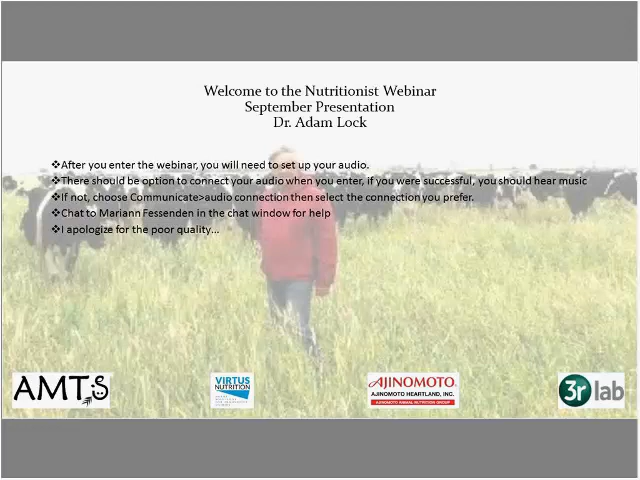 Welcome to the Nutritionist Webinar
September Presentation
Dr. Adam Lock
❖After you enter the webinar, you will need to set up your audio.
❖There should be option to connect your audio when you enter, if you were successful, you should hear music
❖If not, choose Communicate>audio connection then select the connection you prefer.
❖Chat to Mariann Fessenden in the chat window for help
❖I apologize for the poor quality...
AMTS
VIRTUS
NUTRITION
AJINOMOTO®
AJINOMOTO HEARTLAND, INC.
AJINOMOTO ANIMAL NUTRITION GROUP
3r lab